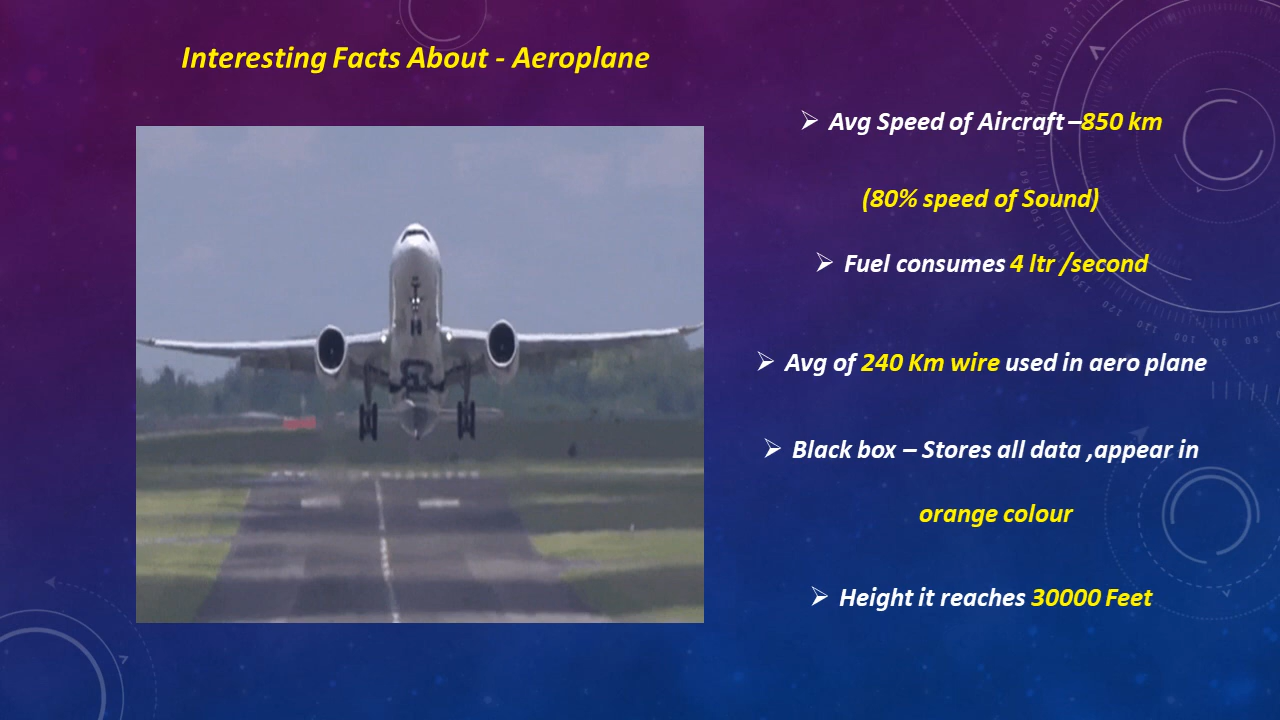 Interesting Facts About - Aeroplane
➢ Avg Speed of Aircraft –850 km
(80% speed of Sound)
➢ Fuel consumes 4 ltr /second
➢ Avg of 240 Km wire used in aero plane
➢ Black box – Stores all data ,appear in
orange colour
➢ Height it reaches 30000 Feet